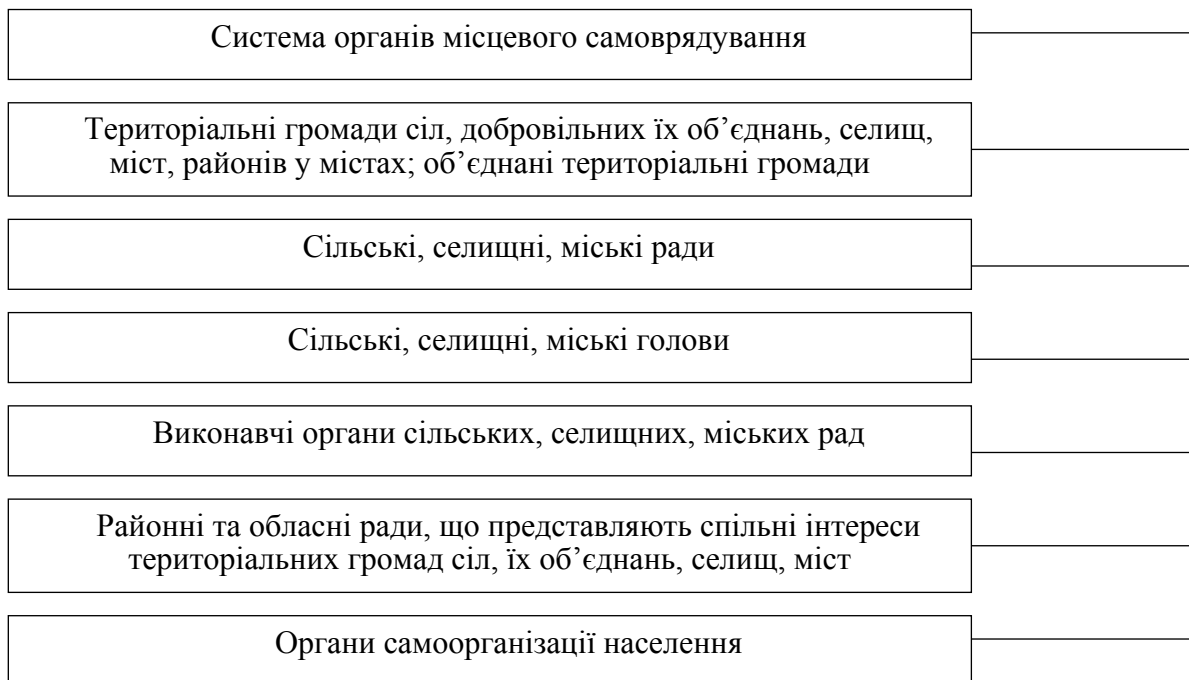 Система органів місцевого самоврядування
Територіальні громади сіл, добровільних їх об’єднань, селищ,
міст, районів у містах; об’єднані територіальні громади
Сільські, селищні, міські ради
Сільські, селищні, міські голови
Виконавчі органи сільських, селищних, міських рад
Районні та обласні ради, що представляють спільні інтереси
територіальних громад сіл, їх об’єднань, селищ, міст
Органи самоорганізації населення